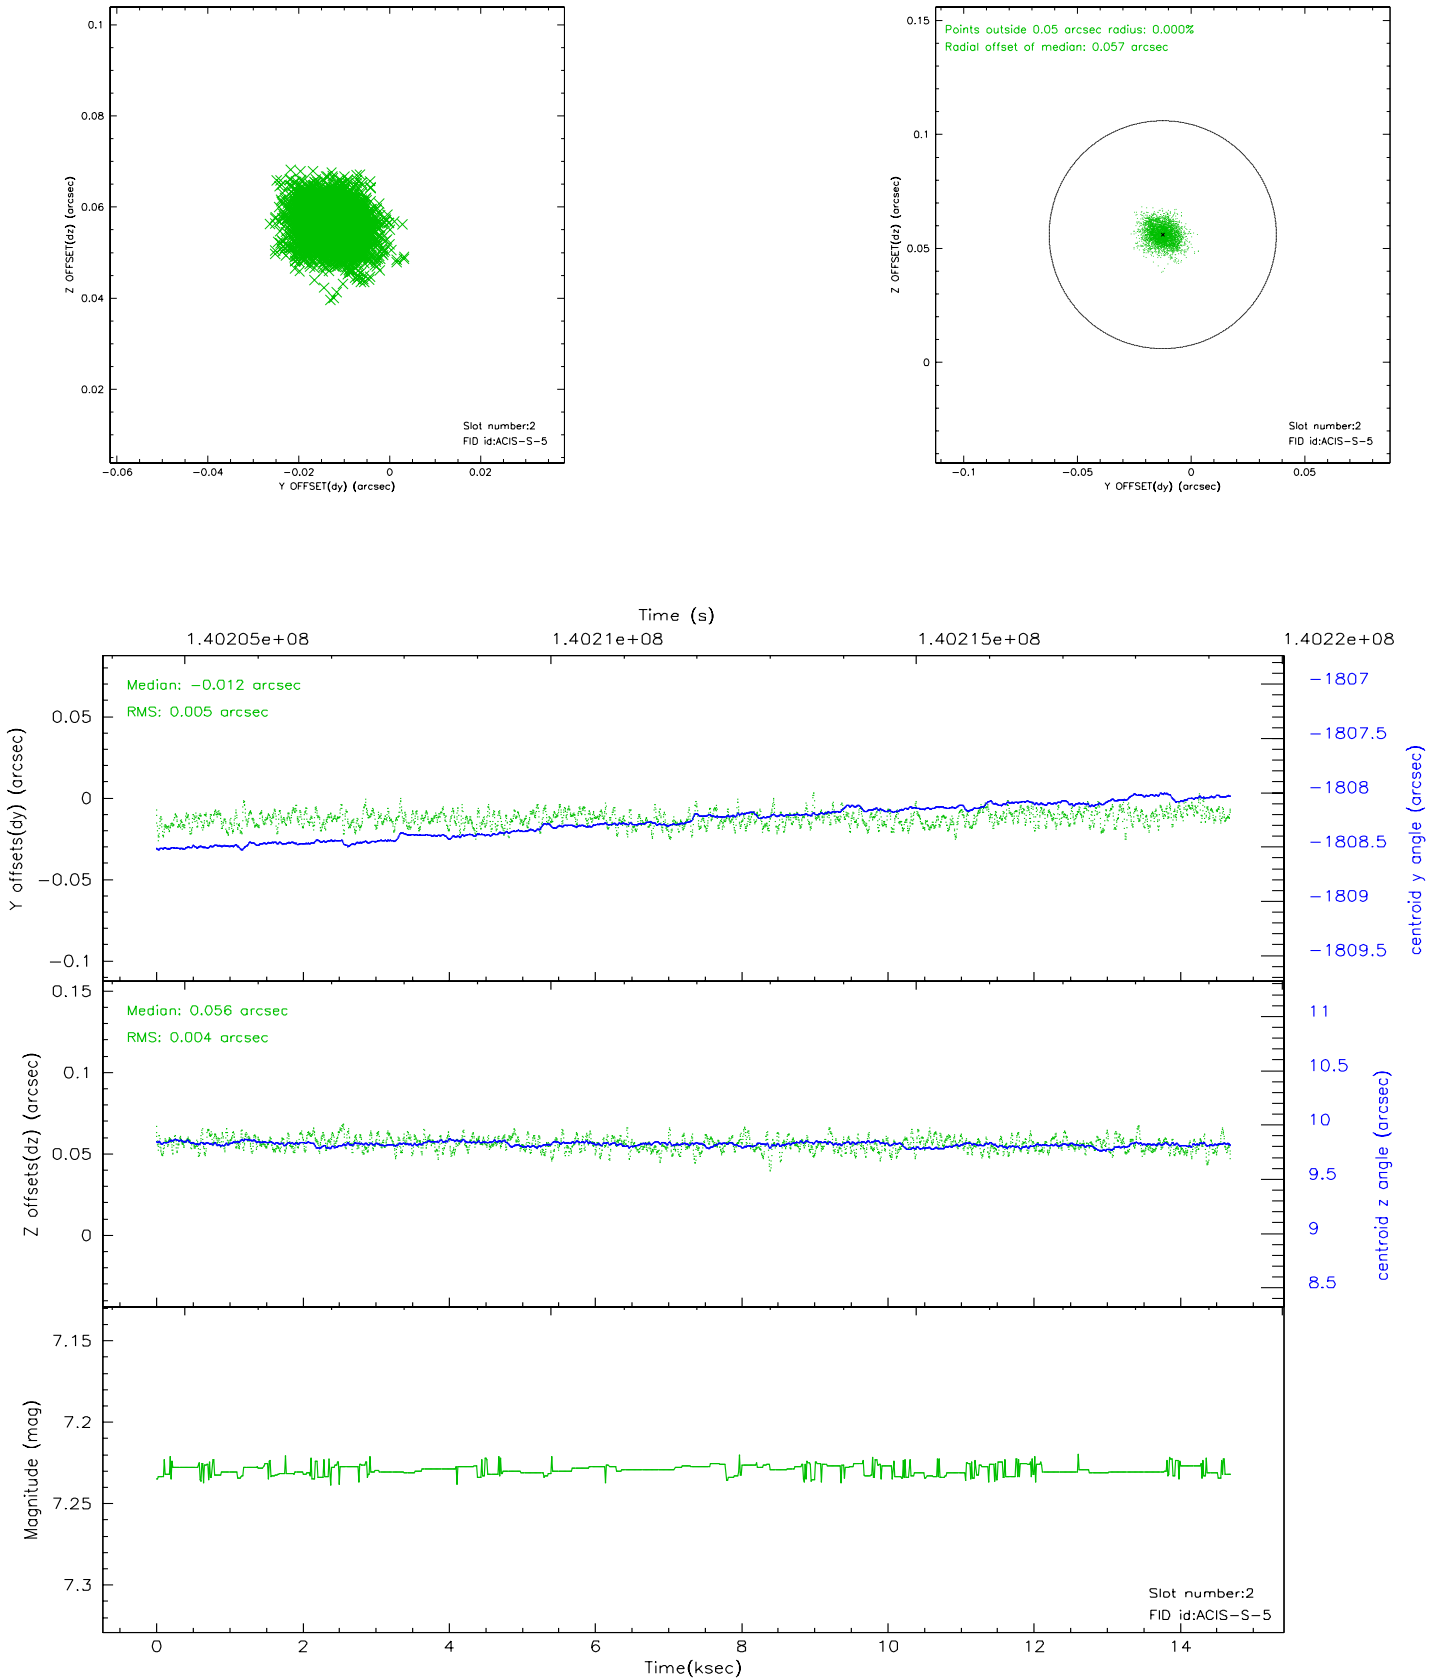 0.1
0.08
0.06
0.04
0.02
Z OFFSET(dz) (arcsec)
Slot number:2
FID id:ACIS-S-5
-0.06 -0.04 -0.02 0 0.02
Y OFFSET(dy) (arcsec)
Points outside 0.05 arcsec radius: 0.000%
Radial offset of median: 0.057 arcsec
0.15
0.1
0.05
0
Z OFFSET(dz) (arcsec)
Slot number:2
FID id:ACIS-S-5
-0.1 -0.05 0 0.05
Y OFFSET(dy) (arcsec)
Time (s)
1.40205e+08 1.4021e+08 1.40215e+08 1.4022e+08
Median: -0.012 arcsec
RMS: 0.005 arcsec
0.05
0
-0.05
-0.1
Y offsets(dy) (arcsec)
-1807
-1807.5
-1808
-1808.5
-1809
-1809.5
centroid y angle (arcsec)
Median: 0.056 arcsec
RMS: 0.004 arcsec
0.15
0.1
0.05
0
Z offsets(dz) (arcsec)
11
10.5
10
9.5
9
8.5
centroid z angle (arcsec)
7.15
7.2
7.25
7.3
Magnitude (mag)
Slot number:2
FID id:ACIS-S-5
0 2 4 6 8 10 12 14
Time(ksec)